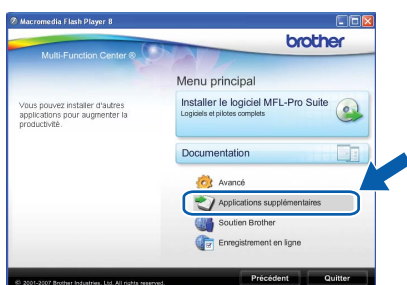 Macromedia Flash Player 8
brother
Multi-Function Center ®
Menu principal
Vous pouvez installer d'autres
applications pour augmenter la
productivité.
Installer le logiciel MFL-Pro Suite
Logiciels et pilotes complets
Documentation
Avancé
Applications supplémentaires
Soutien Brother
Enregistrement en ligne
© 2001-2007 Brother Industries, Ltd. All rights reserved.
Précédent
Quitter